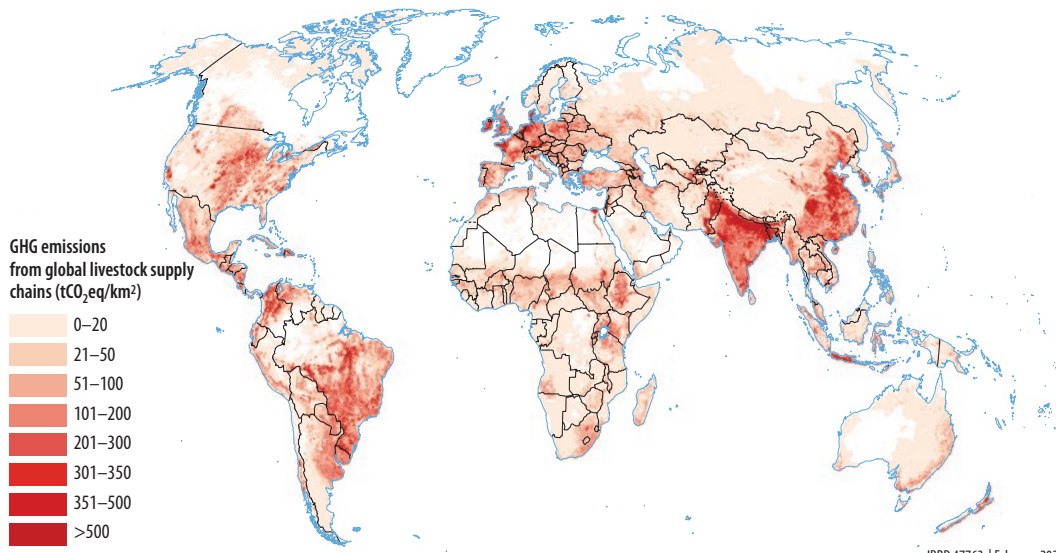 GHG emissions
from global livestock supply
chains (tCO₂eq/km²)
0–20
21–50
51–100
101–200
201–300
301–350
351–500
>500